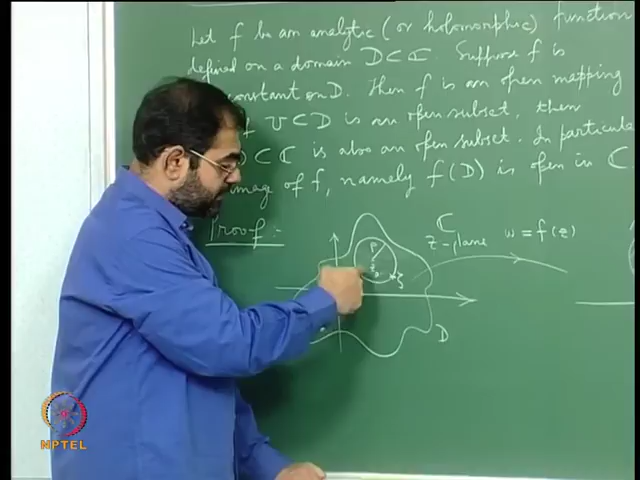 Let f be an analytic (or holomorphic) function
defined on a domain D⊂ℂ. Suppose f is
constant on D. Then f is an open mapping
U⊂D is an open subset, then
⊂ℂ is also an open subset. In particular
image of f, namely f(D) is open in ℂ
Proof:
ℂ
z-plane w=f(z)
ρ
z₀
ζ
D
NPTEL